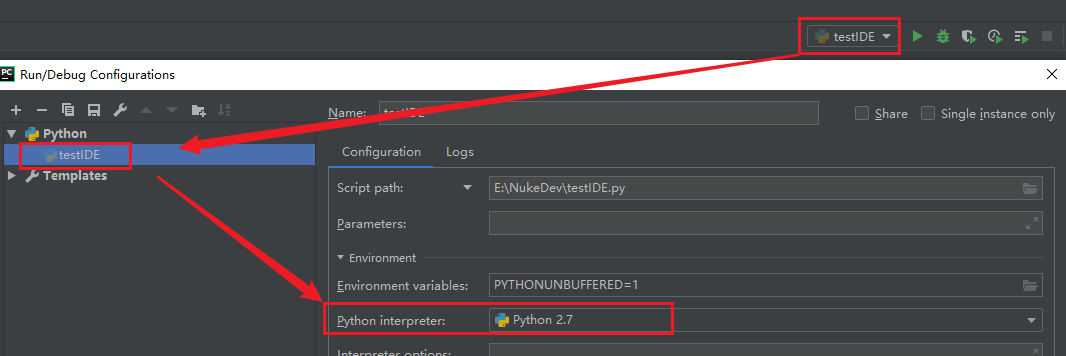 testIDE
PC Run/Debug Configurations
Name: testIDE
Share
Single instance only
Python
testIDE
Templates
Configuration
Logs
Script path: E:\NukeDev\testIDE.py
Parameters:
Environment
Environment variables: PYTHONUNBUFFERED=1
Python interpreter: Python 2.7
Interpreter options: